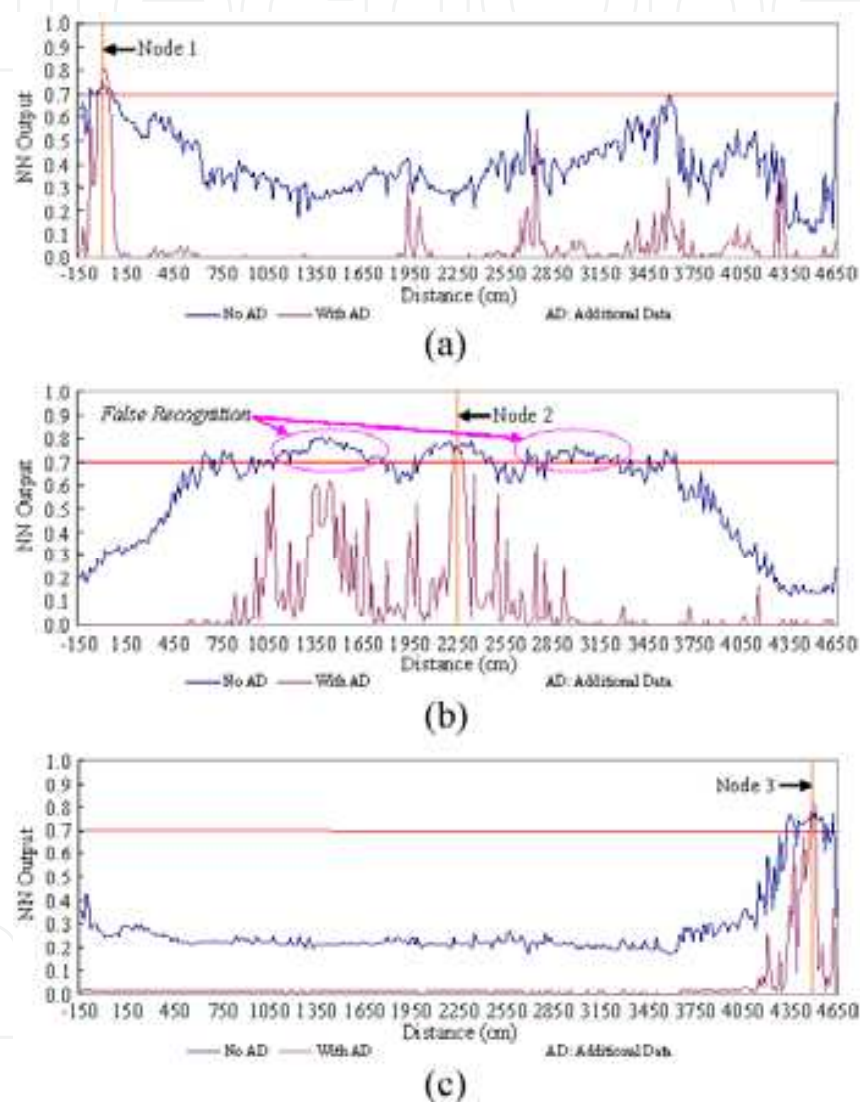 1.0
0.9
0.8
0.7
0.6
0.5
0.4
0.3
0.2
0.1
0.0
NN Output
Node 1
-150 150 450 750 1050 1350 1650 1950 2250 2550 2850 3150 3450 3750 4050 4350 4650
Distance (cm)
No AD With AD AD: Additional Data
(a)
1.0
0.9
0.8
0.7
0.6
0.5
0.4
0.3
0.2
0.1
0.0
NN Output
False Recognition
Node 2
-150 150 450 750 1050 1350 1650 1950 2250 2550 2850 3150 3450 3750 4050 4350 4650
Distance (cm)
No AD With AD AD: Additional Data
(b)
1.0
0.9
0.8
0.7
0.6
0.5
0.4
0.3
0.2
0.1
0.0
NN Output
Node 3
-150 150 450 750 1050 1350 1650 1950 2250 2550 2850 3150 3450 3750 4050 4350 4650
Distance (cm)
No AD With AD AD: Additional Data
(c)